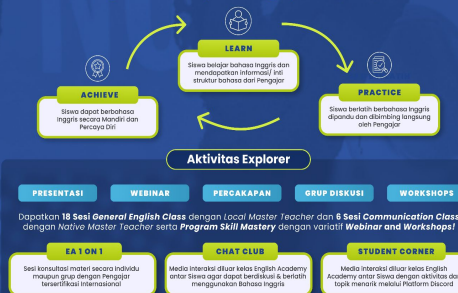 LEARN
Siswa belajar bahasa Inggris dan
mendapatkan informasi/ inti
struktur bahasa dari Pengajar
ACHIEVE
Siswa dapat berbahasa
Inggris secara Mandiri dan
Percaya Diri
PRACTICE
Siswa berlatih berbahasa Inggris
dipandu dan dibimbing langsung
oleh Pengajar
Aktivitas Explorer
PRESENTASI
WEBINAR
PERCAKAPAN
GRUP DISKUSI
WORKSHOPS
Dapatkan 18 Sesi General English Class dengan Local Master Teacher dan 6 Sesi Communication Class
dengan Native Master Teacher serta Program Skill Mastery dengan variatif Webinar and Workshops!
EA 1 ON 1
Sesi konsultasi materi secara individu
maupun grup dengan Pengajar
tersertifikasi Internasional
CHAT CLUB
Media Interaksi diluar kelas English Academy
antar Siswa agar dapat berdiskusi & berlatih
menggunakan Bahasa Inggris
STUDENT CORNER
Media Interaksi diluar kelas English
Academy antar Siswa dengan aktivitas dan
topik menarik melalui Platform Discord